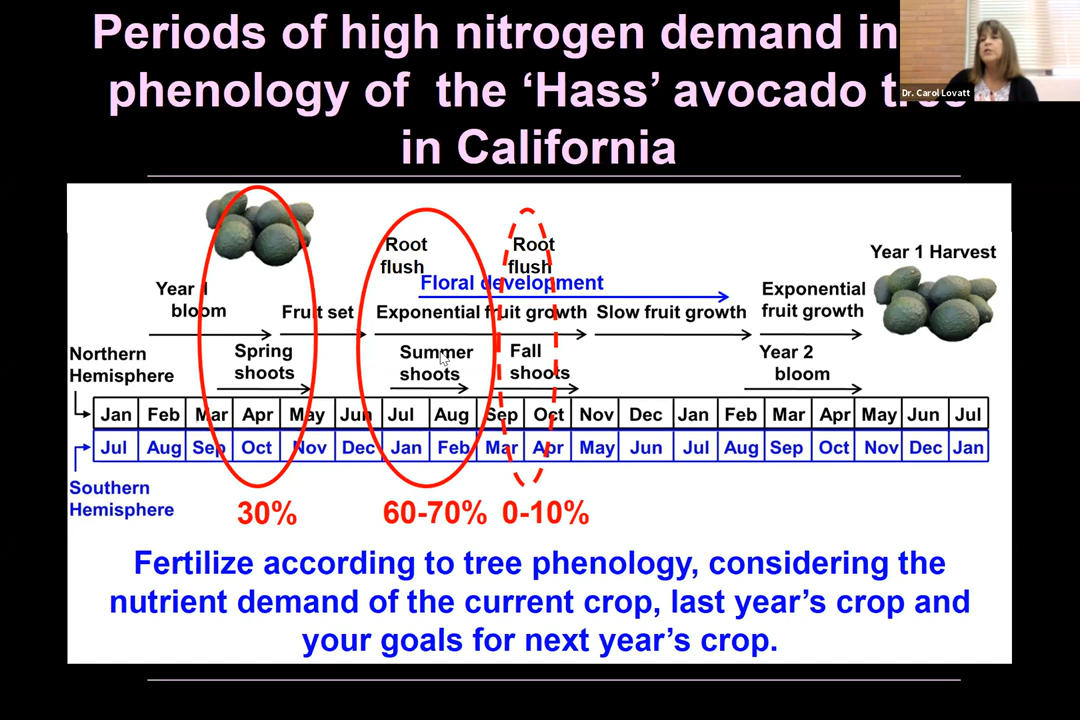 Periods of high nitrogen demand in
phenology of the ‘Hass’ avocado tree
in California
Dr. Carol Lovatt
Root
flush
Root
flush
Year 1 Harvest
Floral development
Year 1
bloom
Fruit set
Exponential fruit growth
Slow fruit growth
Exponential
fruit growth
Northern
Hemisphere
Spring
shoots
Summer
shoots
Fall
shoots
Year 2
bloom
Jan Feb Mar Apr May Jun Jul Aug Sep Oct Nov Dec Jan Feb Mar Apr May Jun Jul
Jul Aug Sep Oct Nov Dec Jan Feb Mar Apr May Jun Jul Aug Sep Oct Nov Dec Jan
Southern
Hemisphere
30% 60-70% 0-10%
Fertilize according to tree phenology, considering the
nutrient demand of the current crop, last year’s crop and
your goals for next year’s crop.